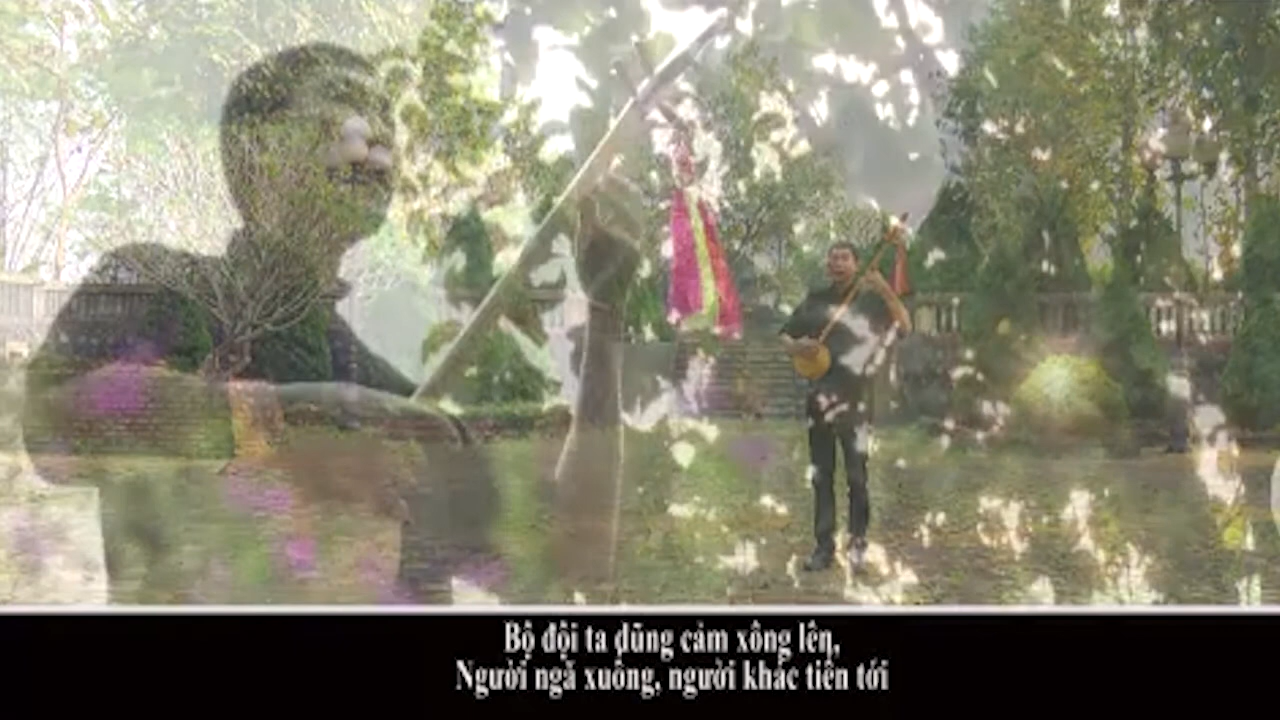 Bộ đội ta dũng cảm xông lên,
Người ngã xuống, người khác tiến tới